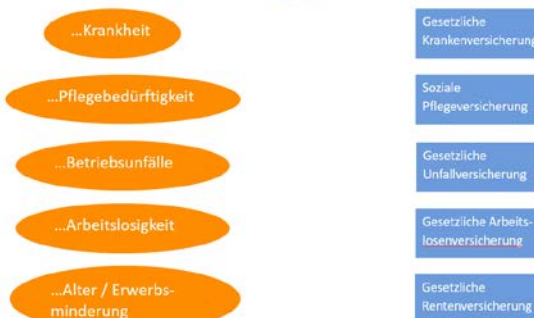 ...Krankheit
Gesetzliche
Krankenversicherung
...Pflegebedürftigkeit
Soziale
Pflegeversicherung
...Betriebsunfälle
Gesetzliche
Unfallversicherung
...Arbeitslosigkeit
Gesetzliche Arbeits-
losenversicherung
...Alter / Erwerbs-
minderung
Gesetzliche
Rentenversicherung